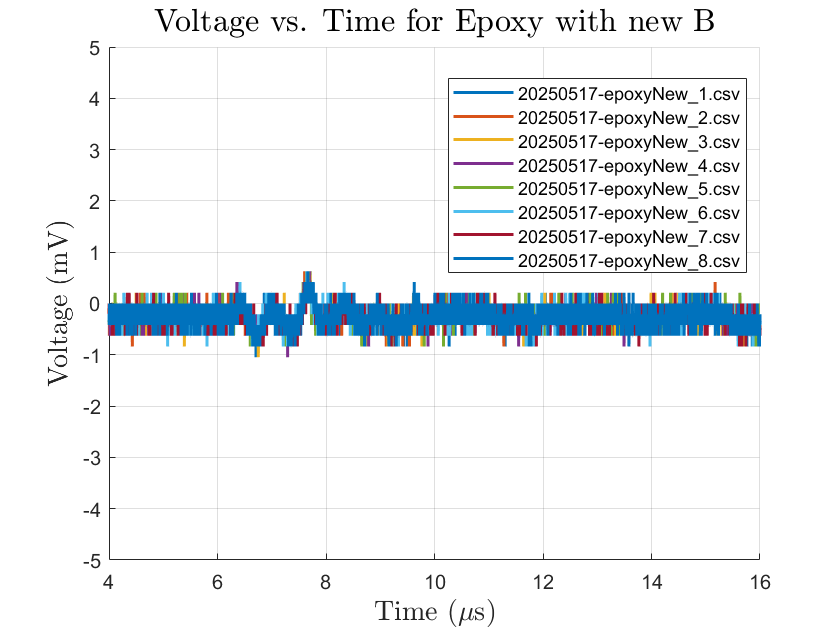 Voltage vs. Time for Epoxy with new B
5
4
3
2
1
0
-1
-2
-3
-4
-5
Voltage (mV)
20250517-epoxyNew_1.csv
20250517-epoxyNew_2.csv
20250517-epoxyNew_3.csv
20250517-epoxyNew_4.csv
20250517-epoxyNew_5.csv
20250517-epoxyNew_6.csv
20250517-epoxyNew_7.csv
20250517-epoxyNew_8.csv
4 6 8 10 12 14 16
Time (μs)